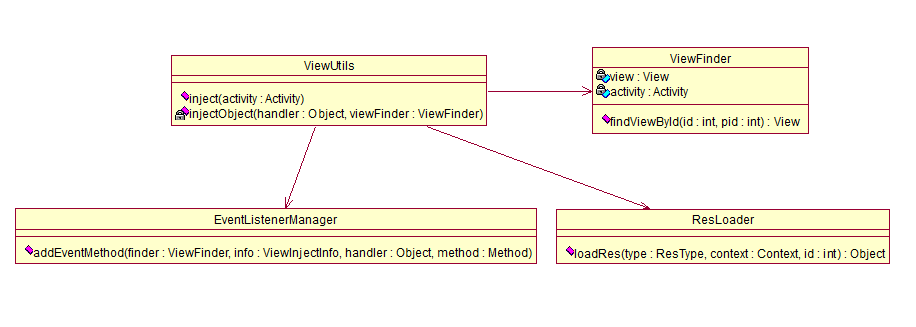 ViewUtils
inject(activity : Activity)
injectObject(handler : Object, viewFinder : ViewFinder)
ViewFinder
view : View
activity : Activity
findViewById(id : int, pid : int) : View
EventListenerManager
addEventMethod(finder : ViewFinder, info : ViewInjectInfo, handler : Object, method : Method)
ResLoader
loadRes(type : ResType, context : Context, id : int) : Object